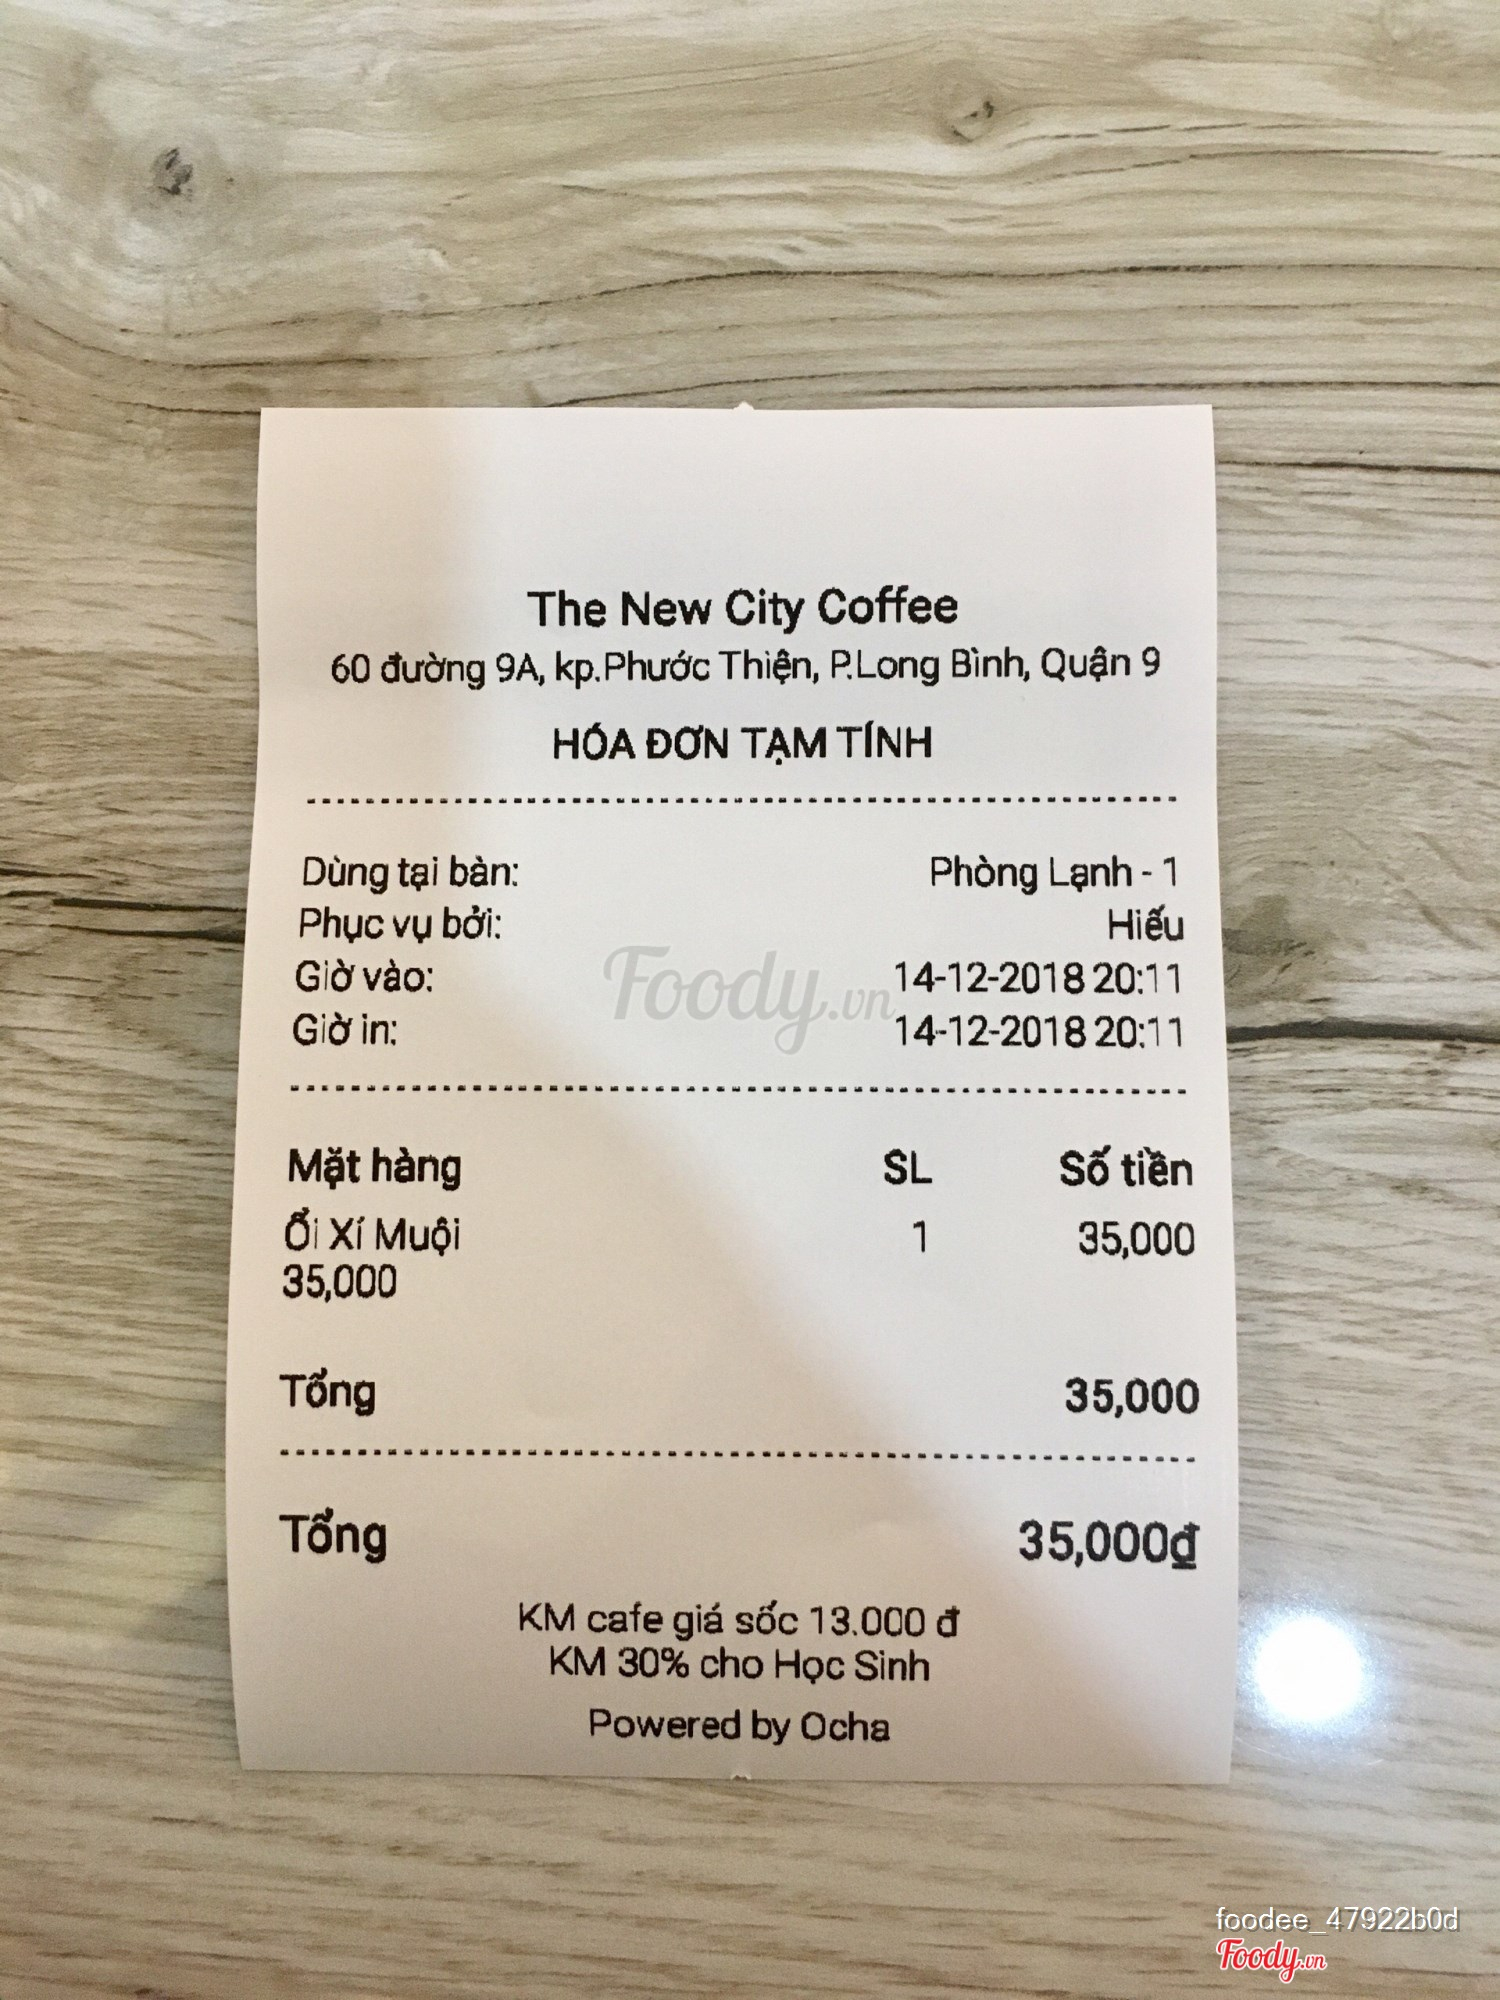 The New City Coffee
60 đường 9A, kp.Phước Thiện, P.Long Bình, Quận 9
HÓA ĐƠN TẠM TÍNH
Dùng tại bàn: Phòng Lạnh - 1
Phục vụ bởi: Hiếu
Giờ vào: 14-12-2018 20:11
Giờ in: 14-12-2018 20:11
Foody.vn
Mặt hàng SL Số tiền
Ổi Xí Muội 1 35,000
35,000
Tổng 35,000
Tổng 35,000₫
KM cafe giá sốc 13.000 đ
KM 30% cho Học Sinh
Powered by Ocha
foodee_47922b0d
Foody.vn